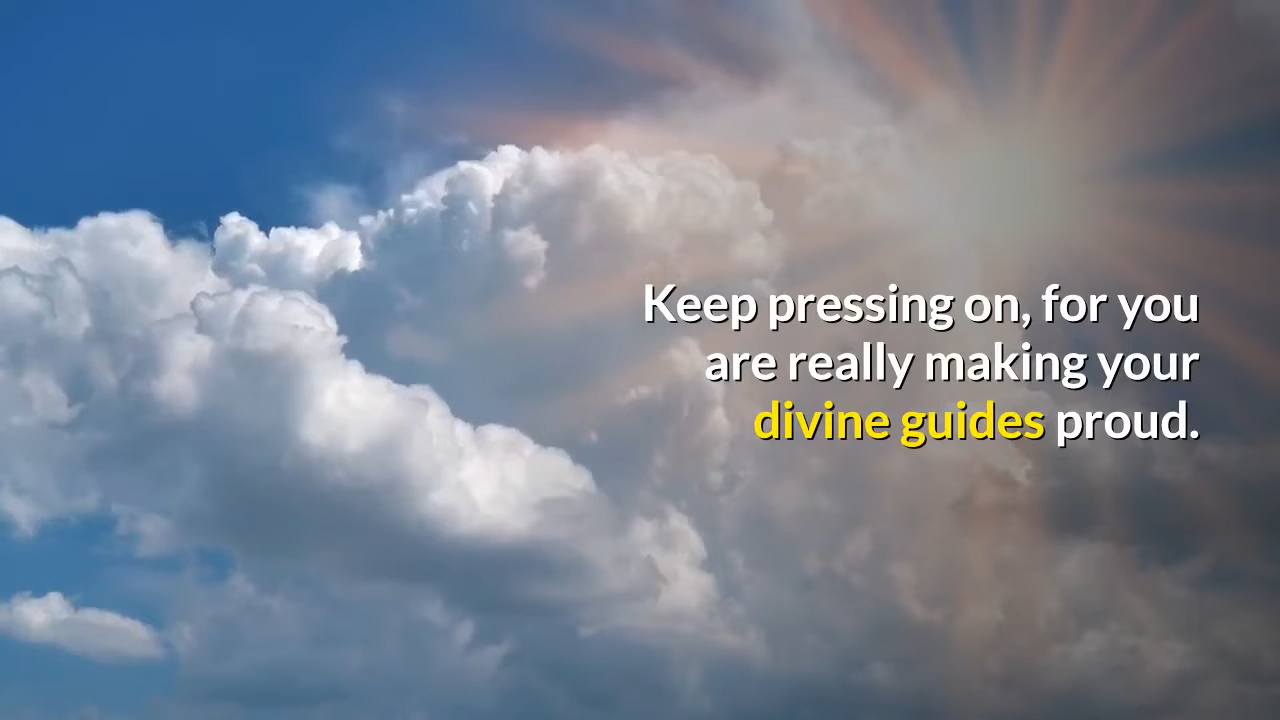 Keep pressing on, for you
are really making your
divine guides proud.